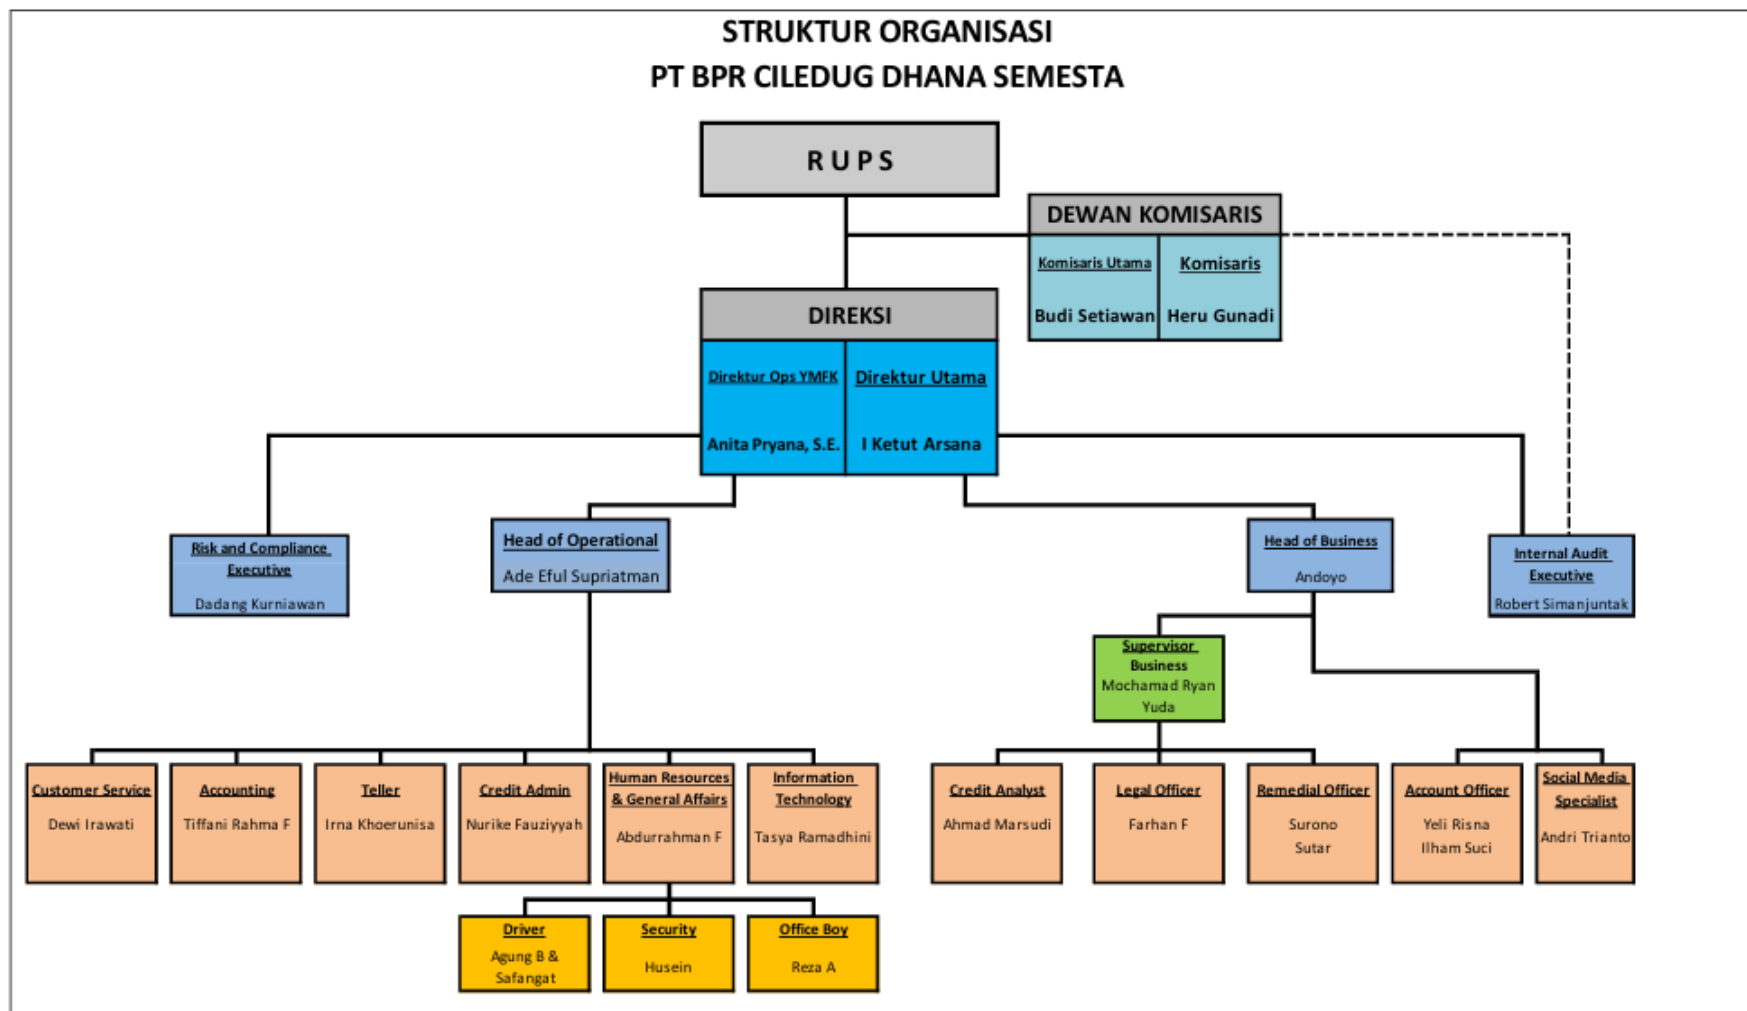 STRUKTUR ORGANISASI
PT BPR CILEDUG DHANA SEMESTA
R U P S
DEWAN KOMISARIS
Komisaris Utama
Budi Setiawan
Komisaris
Heru Gunadi
DIREKSI
Direktur Ops YMFK
Anita Pryana, S.E.
Direktur Utama
I Ketut Arsana
Risk and Compliance
Executive
Dadang Kurniawan
Head of Operational
Ade Eful Supriatman
Head of Business
Andoyo
Internal Audit
Executive
Robert Simanjuntak
Supervisor
Business
Mochamad Ryan
Yuda
Customer Service
Dewi Irawati
Accounting
Tiffani Rahma F
Teller
Irna Khoerunisa
Credit Admin
Nurike Fauziyyah
Human Resources
& General Affairs
Abdurrahman F
Information
Technology
Tasya Ramadhini
Credit Analyst
Ahmad Marsudi
Legal Officer
Farhan F
Remedial Officer
Surono
Sutar
Account Officer
Yeli Risna
Ilham Suci
Social Media
Specialist
Andri Trianto
Driver
Agung B &
Safangat
Security
Husein
Office Boy
Reza A